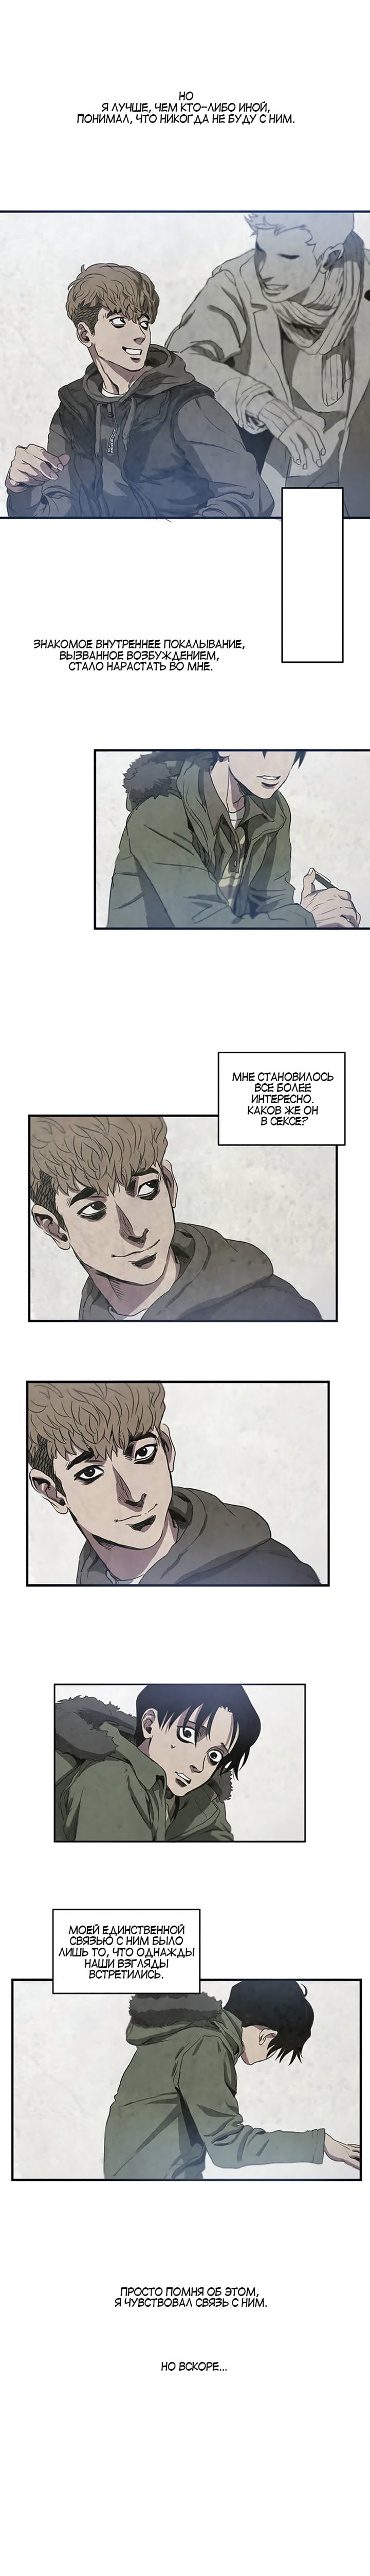 НО
Я ЛУЧШЕ, ЧЕМ КТО-ЛИБО ИНОЙ,
ПОНИМАЛ, ЧТО НИКОГДА НЕ БУДУ С НИМ.
ЗНАКОМОЕ ВНУТРЕННЕЕ ПОКАЛЫВАНИЕ,
ВЫЗВАННОЕ ВОЗБУЖДЕНИЕМ,
СТАЛО НАРАСТАТЬ ВО МНЕ.
МНЕ СТАНОВИЛОСЬ
ВСЕ БОЛЕЕ
ИНТЕРЕСНО.
КАКОВ ЖЕ ОН
В СЕКСЕ?
МОЕЙ ЕДИНСТВЕННОЙ
СВЯЗЬЮ С НИМ БЫЛО
ЛИШЬ ТО, ЧТО ОДНАЖДЫ
НАШИ ВЗГЛЯДЫ
ВСТРЕТИЛИСЬ.
ПРОСТО ПОМНЯ ОБ ЭТОМ,
Я ЧУВСТВОВАЛ СВЯЗЬ С НИМ.
НО ВСКОРЕ...